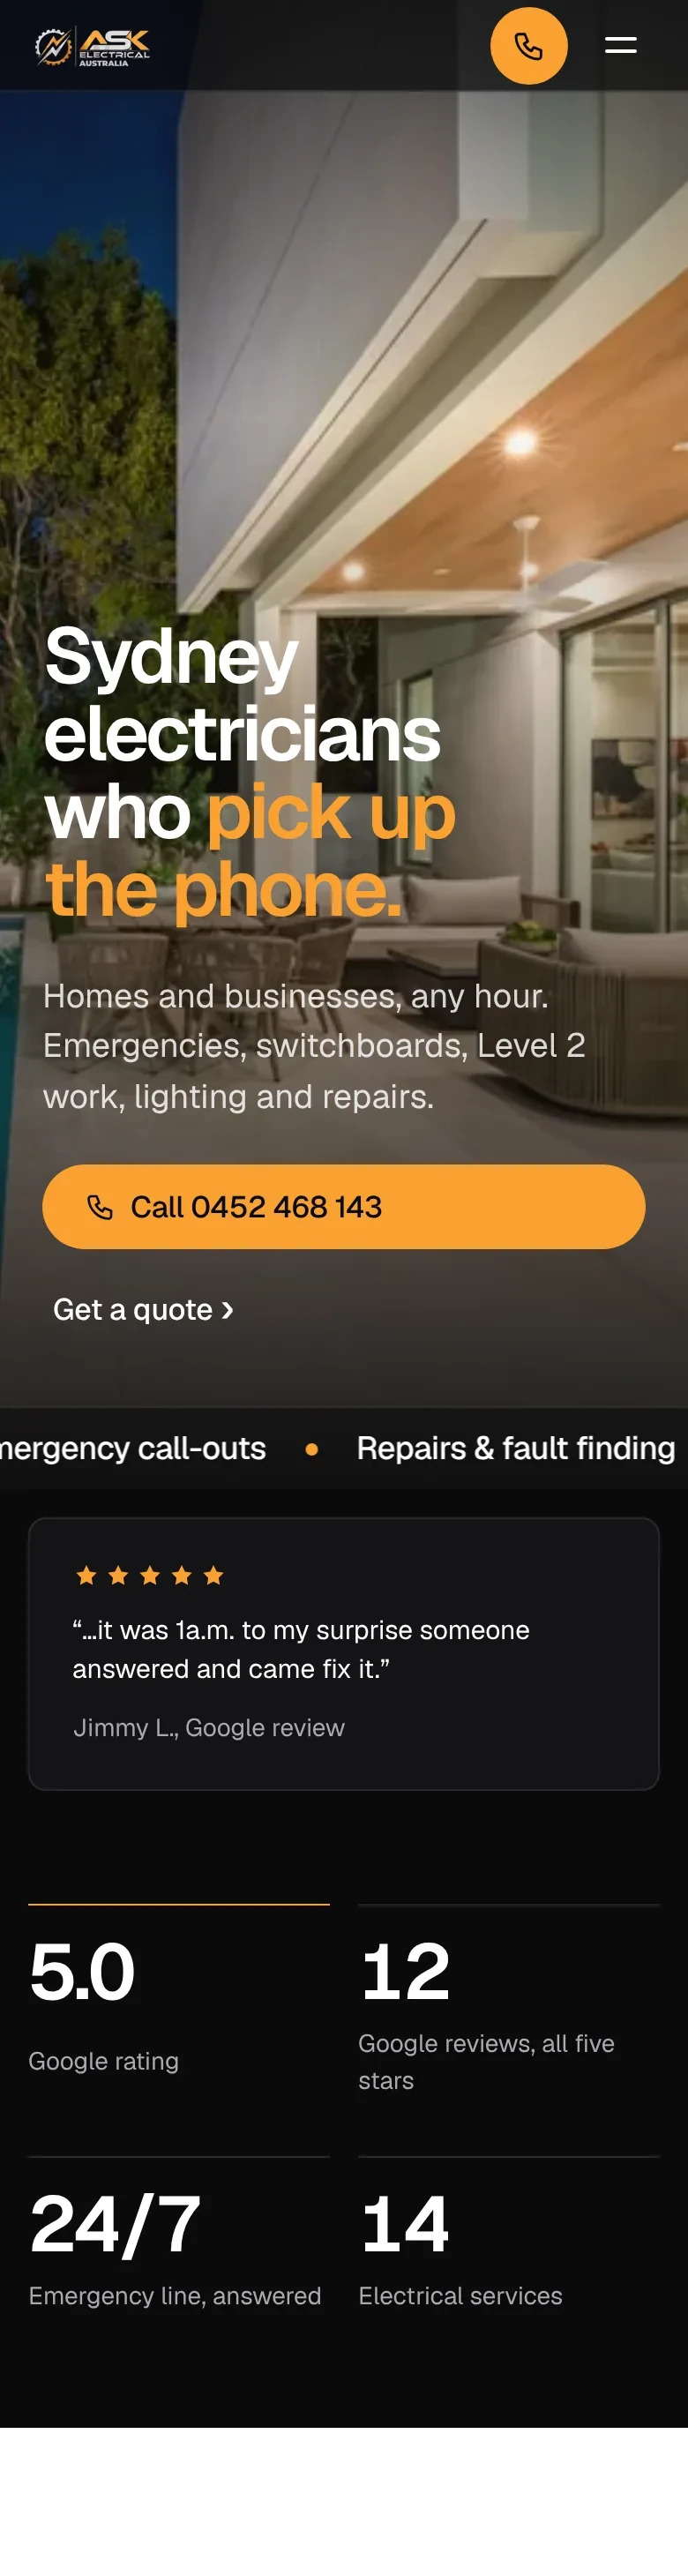 ASK
ELECTRICAL
AUSTRALIA
Sydney
electricians
who pick up
the phone.
Homes and businesses, any hour.
Emergencies, switchboards, Level 2
work, lighting and repairs.
Call 0452 468 143
Get a quote ›
mergency call-outs • Repairs & fault finding
“...it was 1a.m. to my surprise someone
answered and came fix it.”
Jimmy L., Google review
5.0
Google rating
12
Google reviews, all five
stars
24/7
Emergency line, answered
14
Electrical services